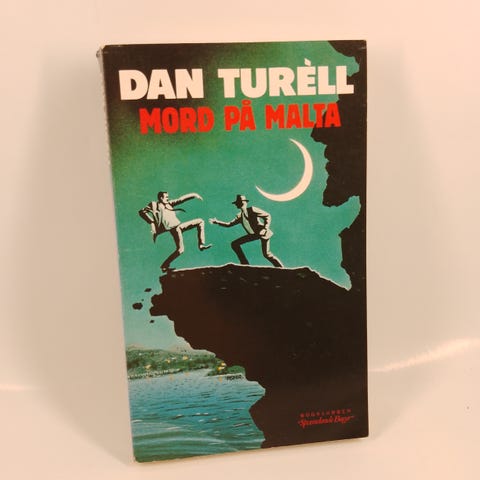 DAN TURÈLL
MORD PÅ MALTA
BOGKLUBBEN
Spændende Bøger